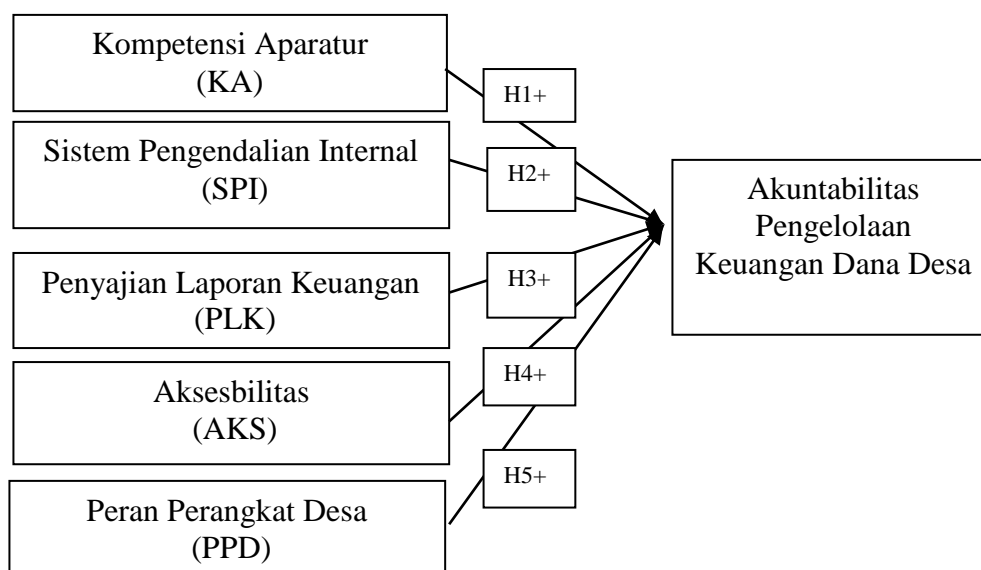 Kompetensi Aparatur
(KA)
H1+
Sistem Pengendalian Internal
(SPI)
H2+
Akuntabilitas
Pengelolaan
Keuangan Dana Desa
Penyajian Laporan Keuangan
(PLK)
H3+
Aksesbilitas
(AKS)
H4+
Peran Perangkat Desa
(PPD)
H5+